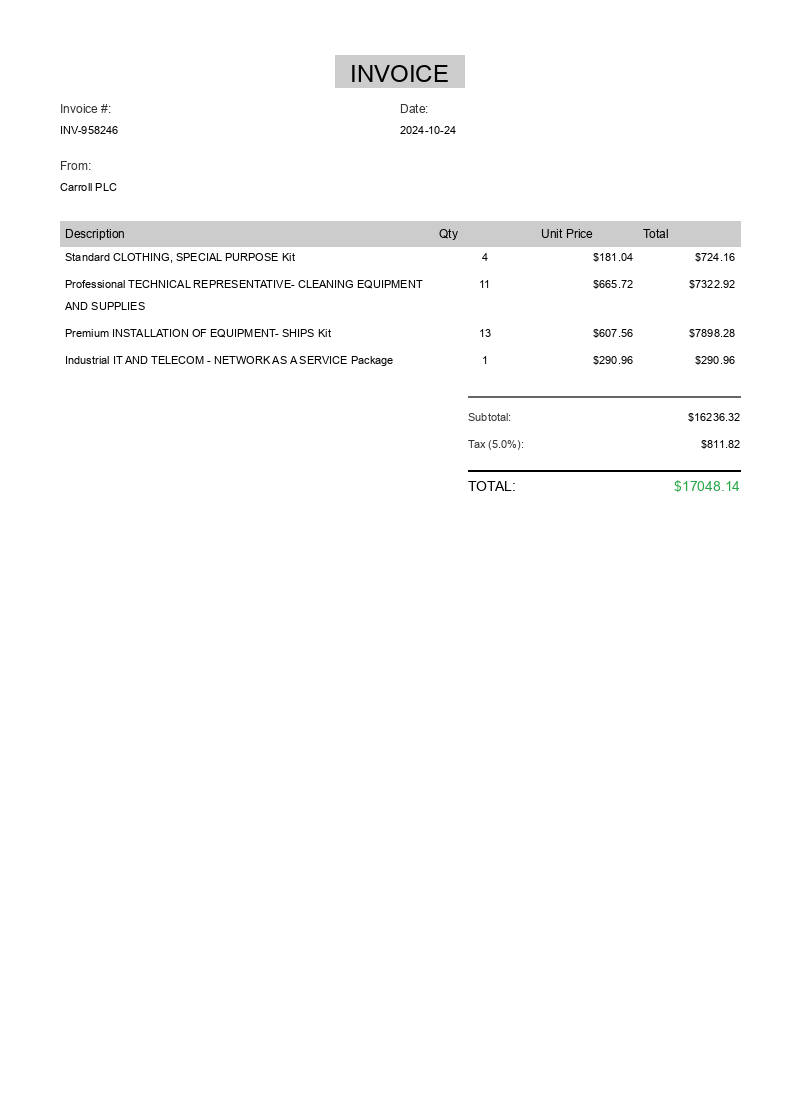 INVOICE
Invoice #: Date:
INV-958246 2024-10-24
From:
Carroll PLC
Description Qty Unit Price Total
Standard CLOTHING, SPECIAL PURPOSE Kit 4 $181.04 $724.16
Professional TECHNICAL REPRESENTATIVE- CLEANING EQUIPMENT 11 $665.72 $7322.92
AND SUPPLIES
Premium INSTALLATION OF EQUIPMENT- SHIPS Kit 13 $607.56 $7898.28
Industrial IT AND TELECOM - NETWORK AS A SERVICE Package 1 $290.96 $290.96
Subtotal: $16236.32
Tax (5.0%): $811.82
TOTAL: $17048.14